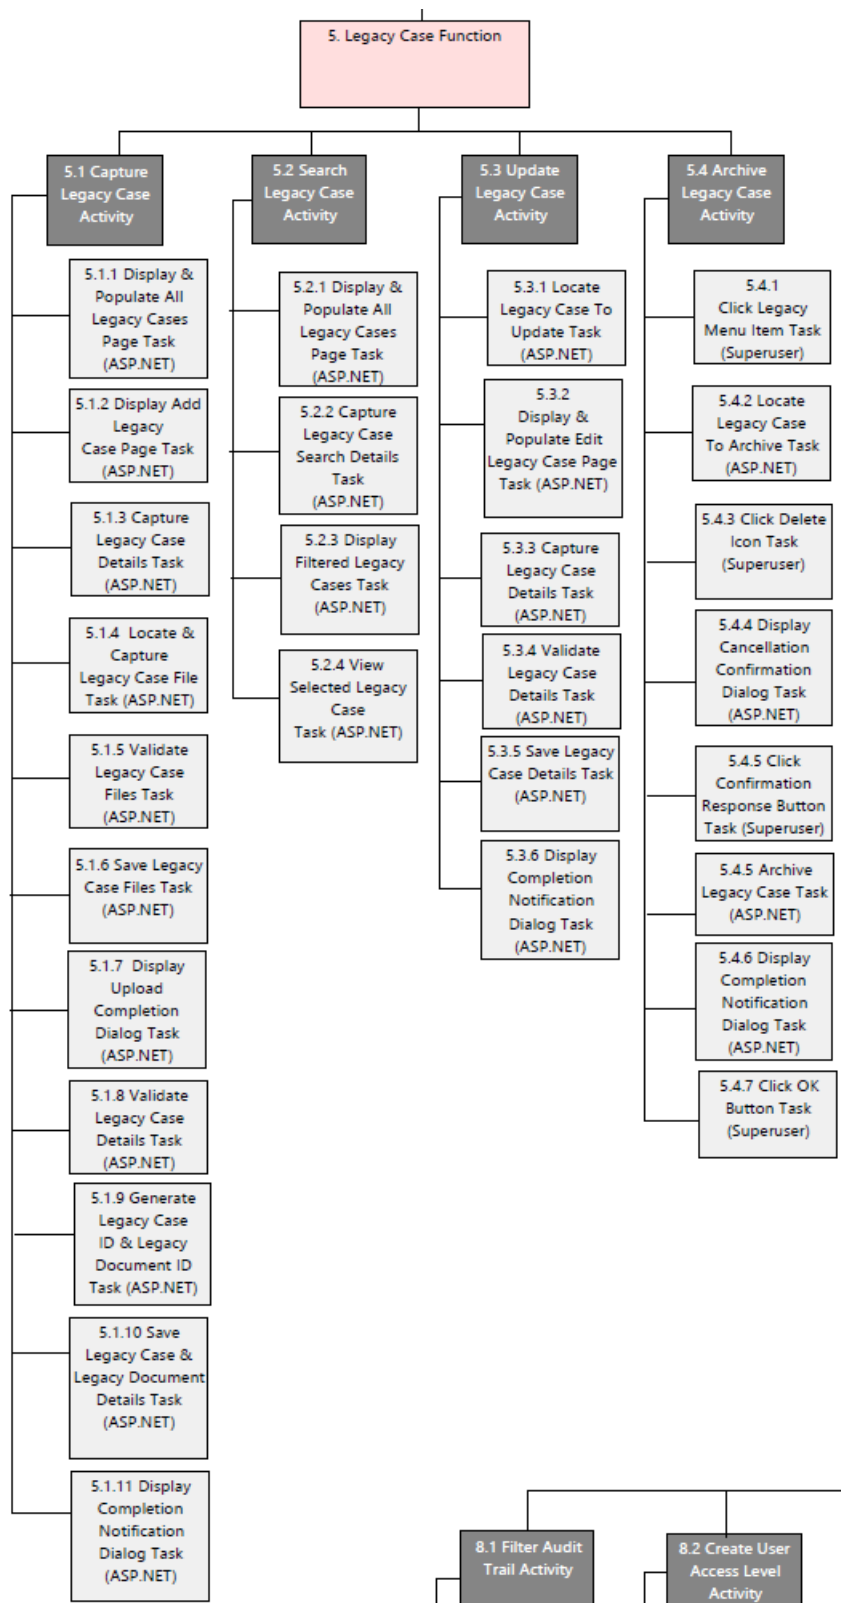 5. Legacy Case Function
5.1 Capture
Legacy Case
Activity
5.1.1 Display &
Populate All
Legacy Cases
Page Task
(ASP.NET)
5.1.2 Display Add
Legacy
Case Page Task
(ASP.NET)
5.1.3 Capture
Legacy Case
Details Task
(ASP.NET)
5.1.4 Locate &
Capture
Legacy Case File
Task (ASP.NET)
5.1.5 Validate
Legacy Case
Files Task
(ASP.NET)
5.1.6 Save Legacy
Case Files Task
(ASP.NET)
5.1.7 Display
Upload
Completion
Dialog Task
(ASP.NET)
5.1.8 Validate
Legacy Case
Details Task
(ASP.NET)
5.1.9 Generate
Legacy Case
ID & Legacy
Document ID
Task (ASP.NET)
5.1.10 Save
Legacy Case &
Legacy Document
Details Task
(ASP.NET)
5.1.11 Display
Completion
Notification
Dialog Task
(ASP.NET)
5.2 Search
Legacy Case
Activity
5.2.1 Display &
Populate All
Legacy Cases
Page Task
(ASP.NET)
5.2.2 Capture
Legacy Case
Search Details
Task
(ASP.NET)
5.2.3 Display
Filtered Legacy
Cases Task
(ASP.NET)
5.2.4 View
Selected Legacy
Case
Task (ASP.NET)
5.3 Update
Legacy Case
Activity
5.3.1 Locate
Legacy Case To
Update Task
(ASP.NET)
5.3.2
Display &
Populate Edit
Legacy Case Page
Task (ASP.NET)
5.3.3 Capture
Legacy Case
Details Task
(ASP.NET)
5.3.4 Validate
Legacy Case
Details Task
(ASP.NET)
5.3.5 Save Legacy
Case Details Task
(ASP.NET)
5.3.6 Display
Completion
Notification
Dialog Task
(ASP.NET)
5.4 Archive
Legacy Case
Activity
5.4.1
Click Legacy
Menu Item Task
(Superuser)
5.4.2 Locate
Legacy Case
To Archive Task
(ASP.NET)
5.4.3 Click Delete
Icon Task
(Superuser)
5.4.4 Display
Cancellation
Confirmation
Dialog Task
(ASP.NET)
5.4.5 Click
Confirmation
Response Button
Task (Superuser)
5.4.5 Archive
Legacy Case Task
(ASP.NET)
5.4.6 Display
Completion
Notification
Dialog Task
(ASP.NET)
5.4.7 Click OK
Button Task
(Superuser)
8.1 Filter Audit
Trail Activity
8.2 Create User
Access Level
Activity